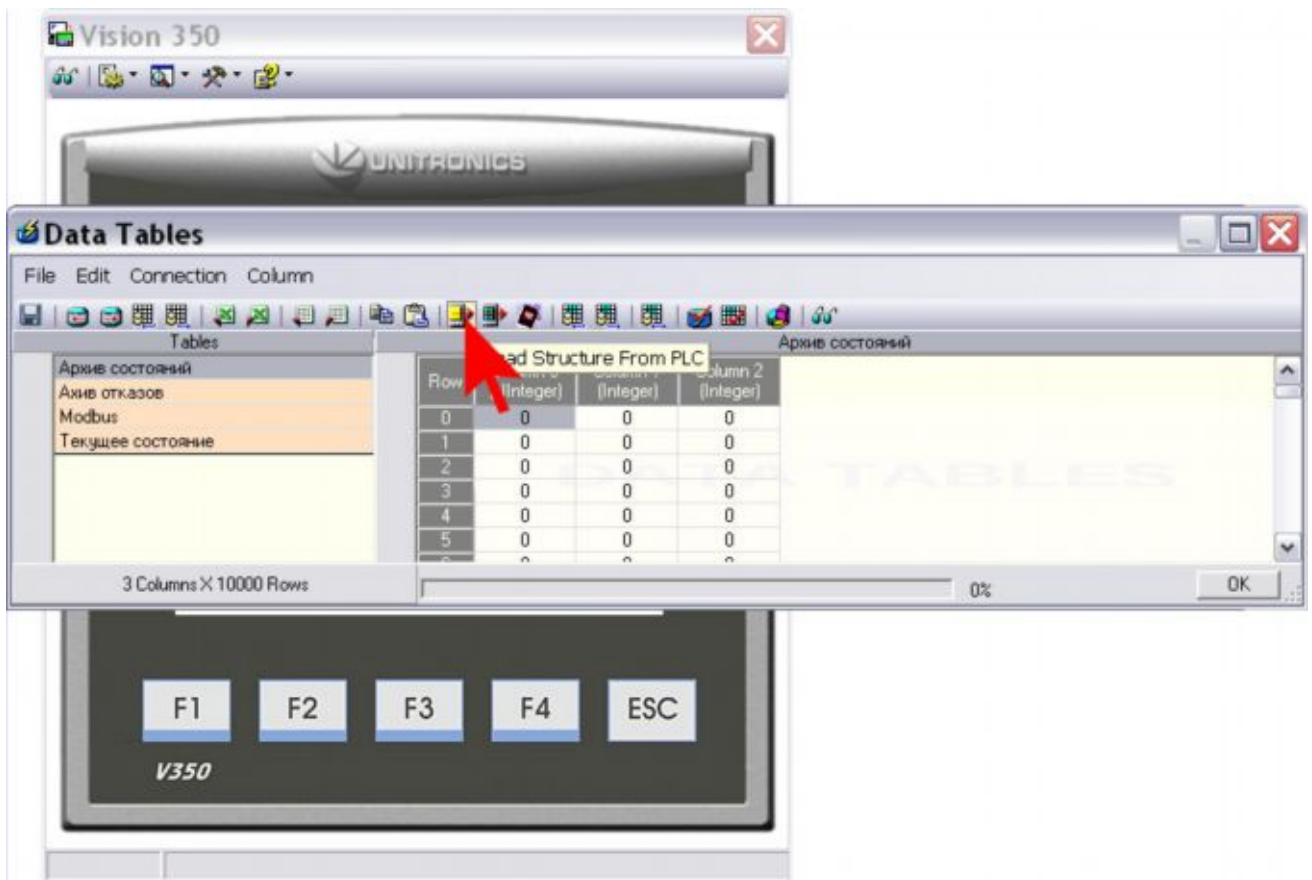 Vision 350
UNITRONICS
Data Tables
File Edit Connection Column
Tables
Архив состояний
Structure From PLC
Архив состояний
Ахив отказов
Modbus
Текущее состояние
Row (Integer) (Integer) Column 2 (Integer)
0 0 0 0
1 0 0 0
2 0 0 0
3 0 0 0
4 0 0 0
5 0 0 0
DATA TABLES
3 Columns X 10000 Rows
0%
OK
F1 F2 F3 F4 ESC
V350